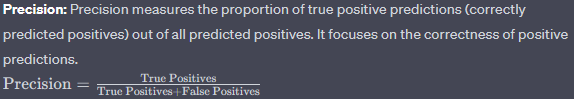 Precision: Precision measures the proportion of true positive predictions (correctly
predicted positives) out of all predicted positives. It focuses on the correctness of positive
predictions.
Precision = True Positives / True Positives+False Positives